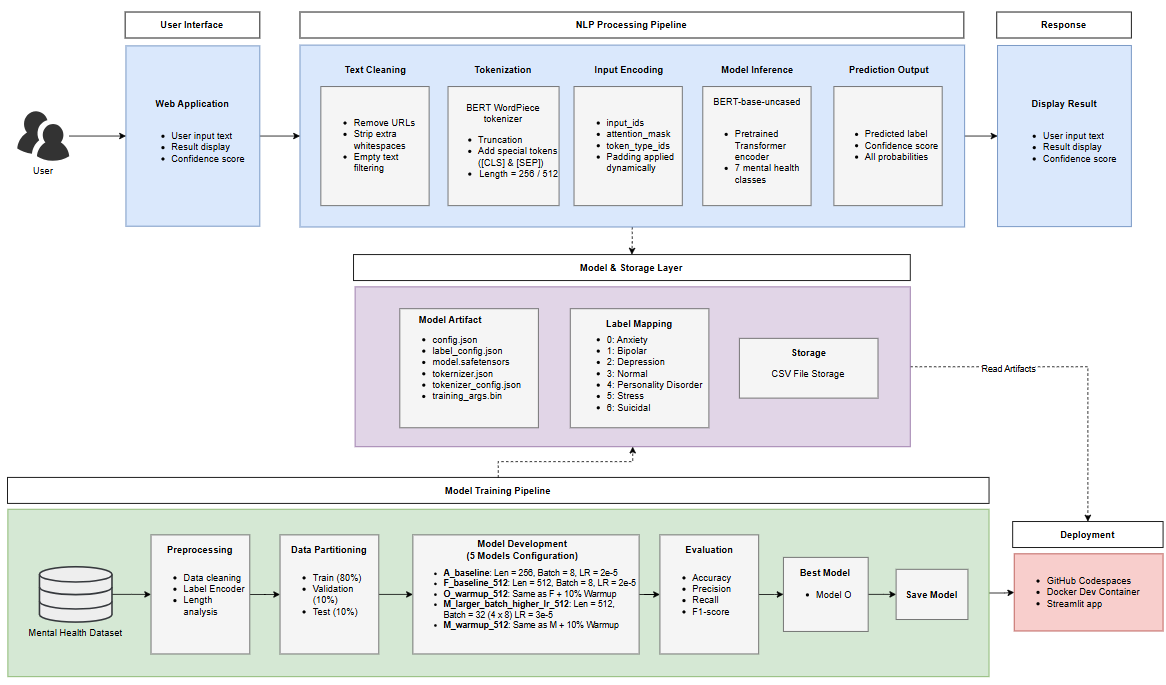 User Interface
NLP Processing Pipeline
Response
Web Application
User input text
Result display
Confidence score
User
Text Cleaning
Remove URLs
Strip extra
whitespaces
Empty text
filtering
Tokenization
BERT WordPiece
tokenizer
Truncation
Add special tokens
([CLS] & [SEP])
Length = 256 / 512
Input Encoding
input_ids
attention_mask
token_type_ids
Padding applied
dynamically
Model Inference
BERT-base-uncased
Pretrained
Transformer
encoder
7 mental health
classes
Prediction Output
Predicted label
Confidence score
All probabilities
Display Result
User input text
Result display
Confidence score
Model & Storage Layer
Model Artifact
config.json
label_config.json
model.safetensors
tokernizer.json
tokenizer_config.json
training_args.bin
Label Mapping
0: Anxiety
1: Bipolar
2: Depression
3: Normal
4: Personality Disorder
5: Stress
6: Suicidal
Storage
CSV File Storage
Read Artifacts
Model Training Pipeline
Mental Health Dataset
Preprocessing
Data cleaning
Label Encoder
Length
analysis
Data Partitioning
Train (80%)
Validation
(10%)
Test (10%)
Model Development
(5 Models Configuration)
A_baseline: Len = 256, Batch = 8, LR = 2e-5
F_baseline_512: Len = 512, Batch = 8, LR = 2e-5
O_warmup_512: Same as F + 10% Warmup
M_larger_batch_higher_lr_512: Len = 512,
Batch = 32 (4 x 8) LR = 3e-5
M_warmup_512: Same as M + 10% Warmup
Evaluation
Accuracy
Precision
Recall
F1-score
Best Model
Model O
Save Model
Deployment
GitHub Codespaces
Docker Dev Container
Streamlit app